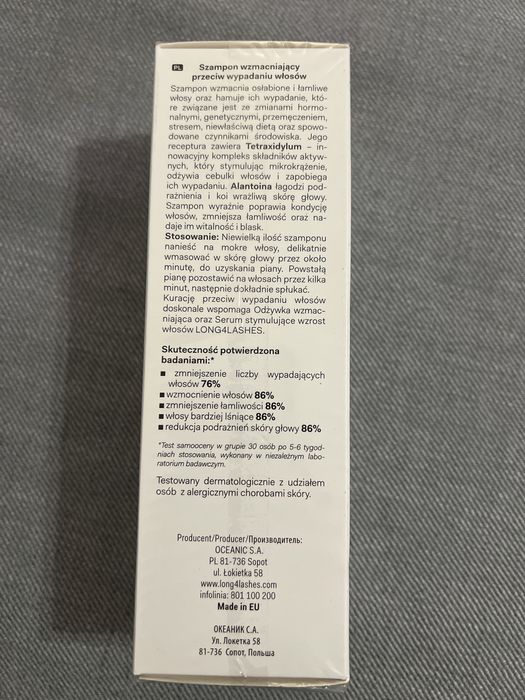 PL Szampon wzmacniający
przeciw wypadaniu włosów
Szampon wzmacnia osłabione i łamliwe
włosy oraz hamuje ich wypadanie, któ-
re związane jest ze zmianami hormo-
nalnymi, genetycznymi, przemęczeniem,
stresem, niewłaściwą dietą oraz spowo-
dowane czynnikami środowiska. Jego
receptura zawiera Tetraxidylum – in-
nowacyjny kompleks składników aktyw-
nych, który stymulując mikrokrążenie,
odżywia cebulki włosów i zapobiega
ich wypadaniu. Alantoina łagodzi pod-
rażnienia i koi wrażliwą skórę głowy.
Szampon wyraźnie poprawia kondycję
włosów, zmniejsza łamliwość oraz na-
daje im witalność i blask.
Stosowanie: Niewielką ilość szamponu
nanieść na mokre włosy, delikatnie
wmasować w skórę głowy przez około
minutę, do uzyskania piany. Powstałą
pianę pozostawić na włosach przez kilka
minut, następnie dokładnie spłukać.
Kurację przeciw wypadaniu włosów
doskonale wspomaga Odżywka wzmac-
niająca oraz Serum stymulujące wzrost
włosów LONG4LASHES.
Skuteczność potwierdzona
badaniami:*
▪ zmniejszenie liczby wypadających
włosów 76%
▪ wzmocnienie włosów 86%
▪ zmniejszenie łamliwości 86%
▪ włosy bardziej lśniące 86%
▪ redukcja podrażnień skóry głowy 86%
*Test samooceny w grupie 30 osób po 5-6 tygod-
niach stosowania, wykonany w niezależnym labo-
ratorium badawczym.
Testowany dermatologicznie z udziałem
osób z alergicznymi chorobami skóry.
Producent/Producer/Производитель:
OCEANIC S.A.
PL 81-736 Sopot
ul. Łokietka 58
www.long4lashes.com
infolinia: 801 100 200
Made in EU
ОКЕАНИК С.А.
Ул. Локетка 58
81-736 Сопот, Польша